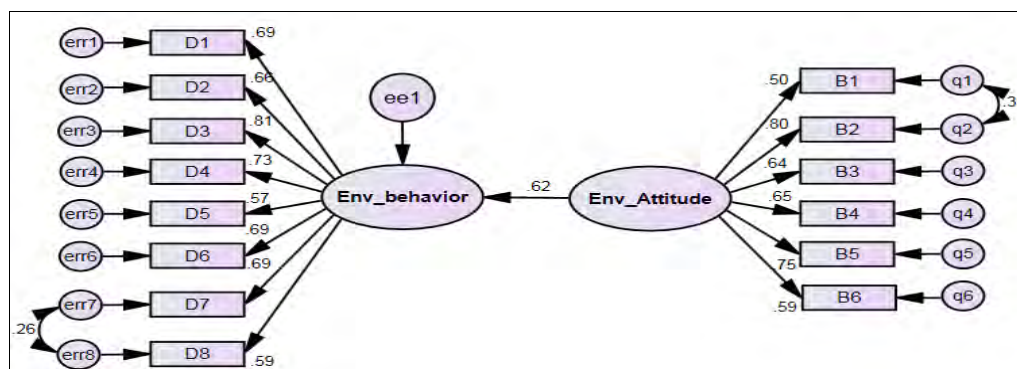 err1 D1 .69
err2 D2 .66
err3 D3 .81
err4 D4 .73
err5 D5 .57
err6 D6 .69
err7 D7 .69
err8 D8 .59
.26
ee1
Env_behavior
.62
Env_Attitude
.50 B1 q1
.80 B2 q2
.64 B3 q3
.65 B4 q4
B5 q5
.75
.59 B6 q6